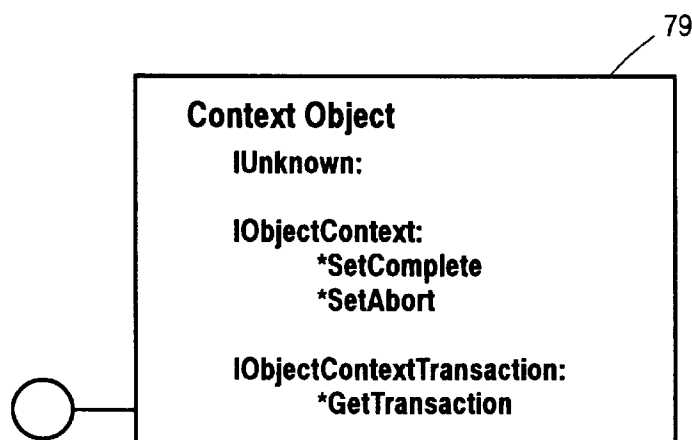 79
Context Object
IUnknown:
IObjectContext:
*SetComplete
*SetAbort
IObjectContextTransaction:
*GetTransaction